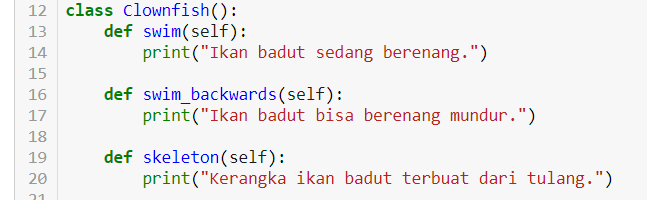 12 class Clownfish():
13     def swim(self):
14         print("Ikan badut sedang berenang.")
15
16     def swim_backwards(self):
17         print("Ikan badut bisa berenang mundur.")
18
19     def skeleton(self):
20         print("Kerangka ikan badut terbuat dari tulang.")
21